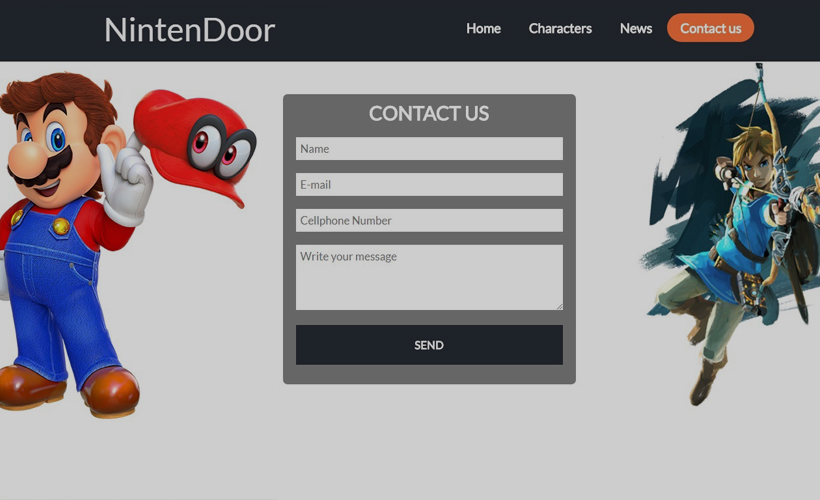 NintenDoor
Home Characters News Contact us
CONTACT US
Name
E-mail
Cellphone Number
Write your message
SEND